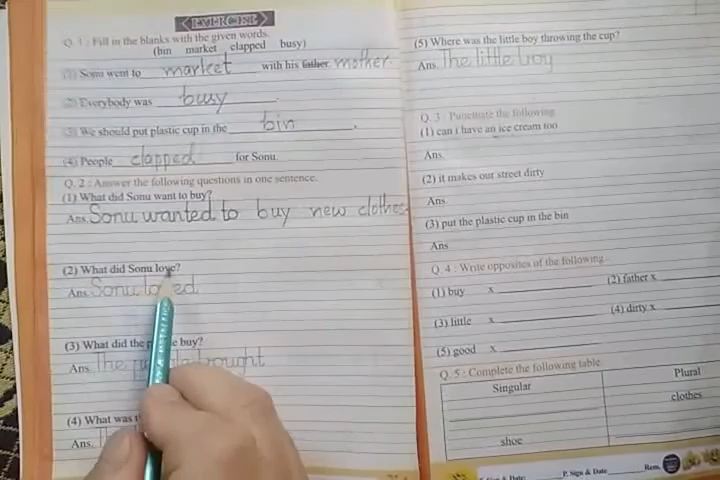 EXERCISE
Q. 1 : Fill in the blanks with the given words.
(bin market clapped busy)
(1) Sonu went to market with his father. mother.
(2) Everybody was busy.
(3) We should put plastic cup in the bin.
(4) People clapped for Sonu.
Q. 2 : Answer the following questions in one sentence.
(1) What did Sonu want to buy?
Ans. Sonu wanted to buy new clothes.
(2) What did Sonu love?
Ans. Sonu loved
(3) What did the buy?
Ans. The bought
(4) What was
Ans.
(5) Where was the little boy throwing the cup?
Ans. The little boy
Q. 3 : Punctuate the following.
(1) can i have an ice cream too
Ans.
(2) it makes our street dirty
Ans.
(3) put the plastic cup in the bin
Ans
Q. 4 : Write opposites of the following.
(1) buy x (2) father x
(3) little x (4) dirty x
(5) good x
Q. 5 : Complete the following table.
Singular Plural
clothes
shoe
P. Sign & Date Rem.